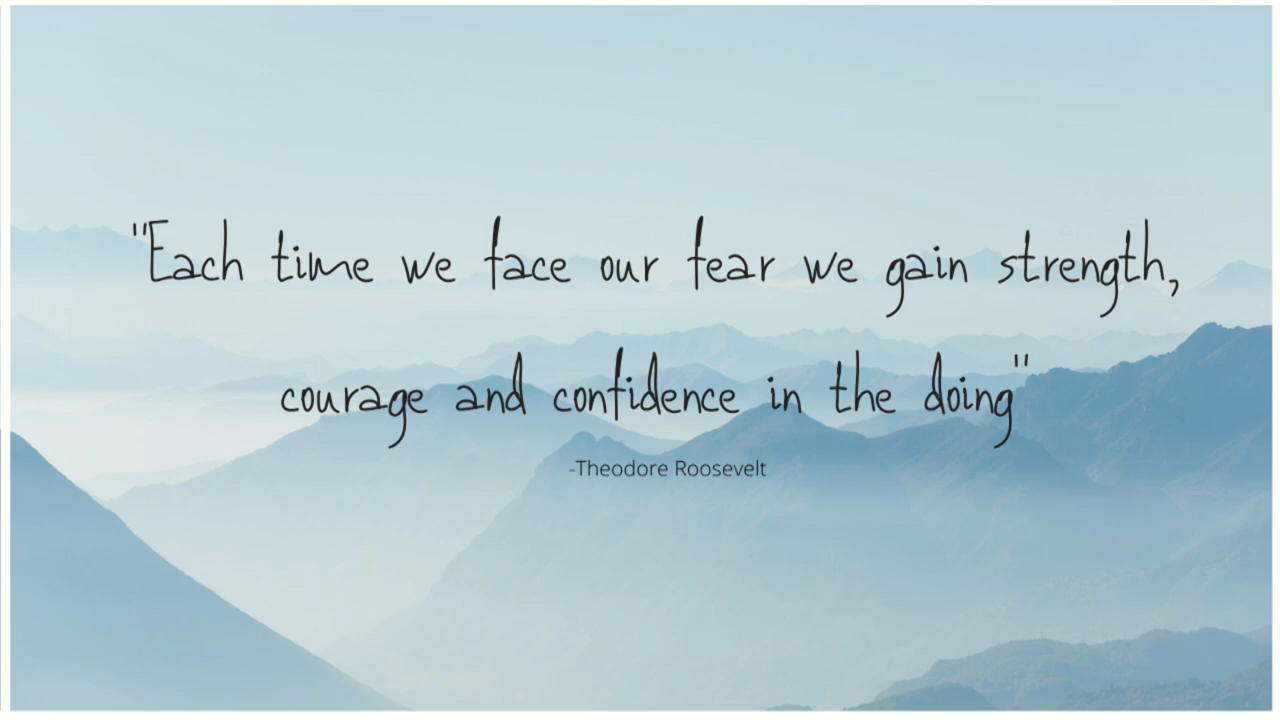 "Each time we face our fear we gain strength,
courage and confidence in the doing"
-Theodore Roosevelt